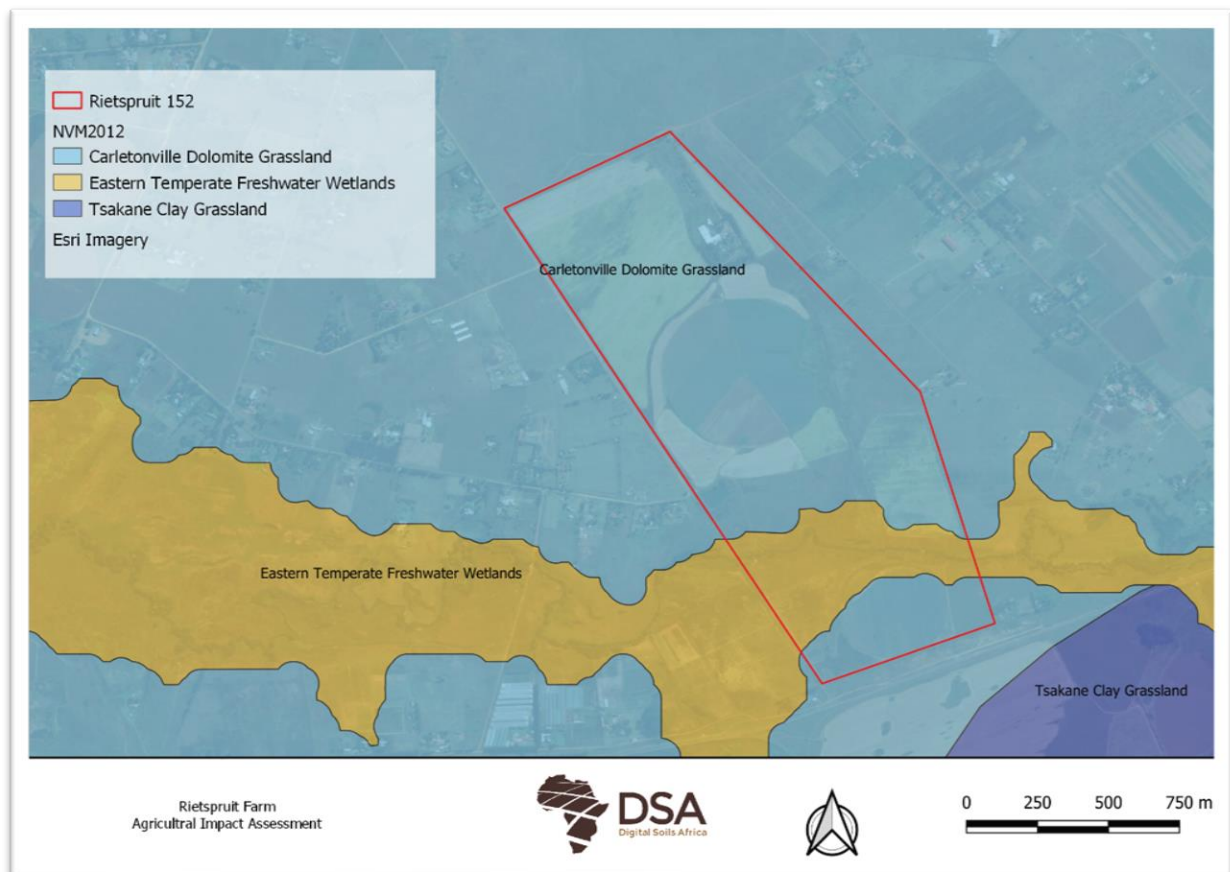 Rietspruit 152
NVM2012
Carletonville Dolomite Grassland
Eastern Temperate Freshwater Wetlands
Tsakane Clay Grassland
Esri Imagery
Carletonville Dolomite Grassland
Eastern Temperate Freshwater Wetlands
Tsakane Clay Grassland
Rietspruit Farm
Agricultral Impact Assessment
DSA
Digital Soils Africa
0 250 500 750 m